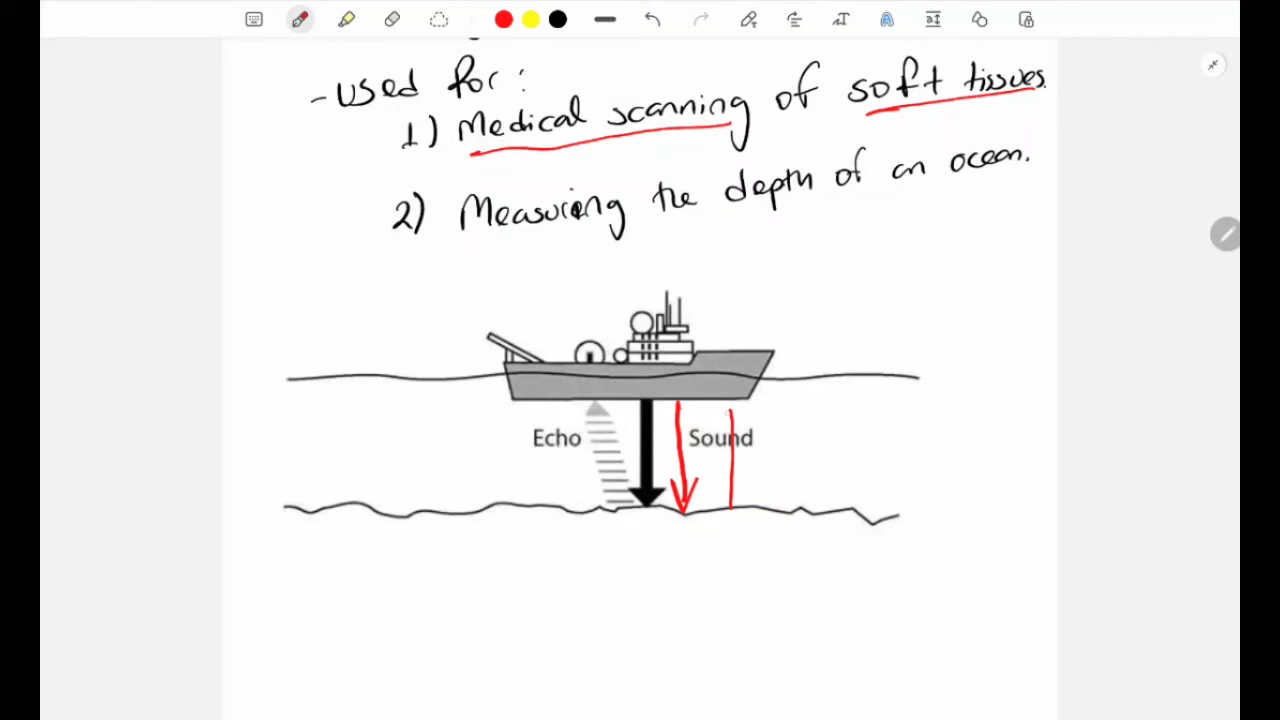 - used for:
1) Medical scanning of soft tissues.
2) Measuring the depth of an ocean.
Echo
Sound